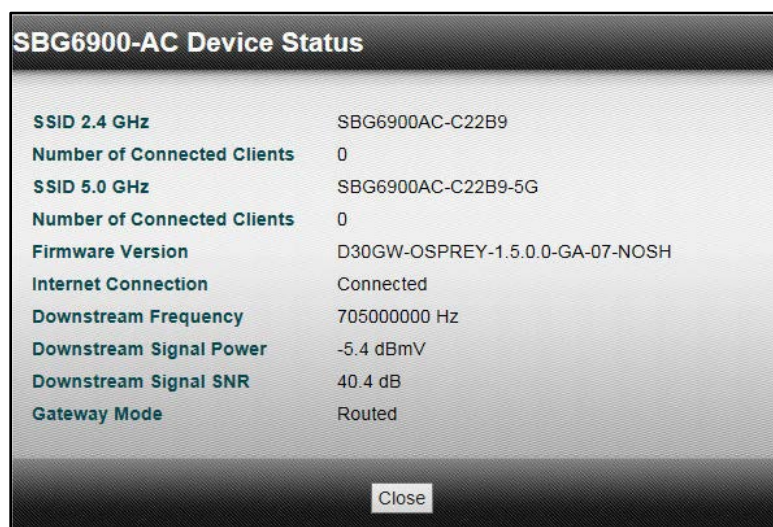 SBG6900-AC Device Status
SSID 2.4 GHz SBG6900AC-C22B9
Number of Connected Clients 0
SSID 5.0 GHz SBG6900AC-C22B9-5G
Number of Connected Clients 0
Firmware Version D30GW-OSPREY-1.5.0.0-GA-07-NOSH
Internet Connection Connected
Downstream Frequency 705000000 Hz
Downstream Signal Power -5.4 dBmV
Downstream Signal SNR 40.4 dB
Gateway Mode Routed
Close